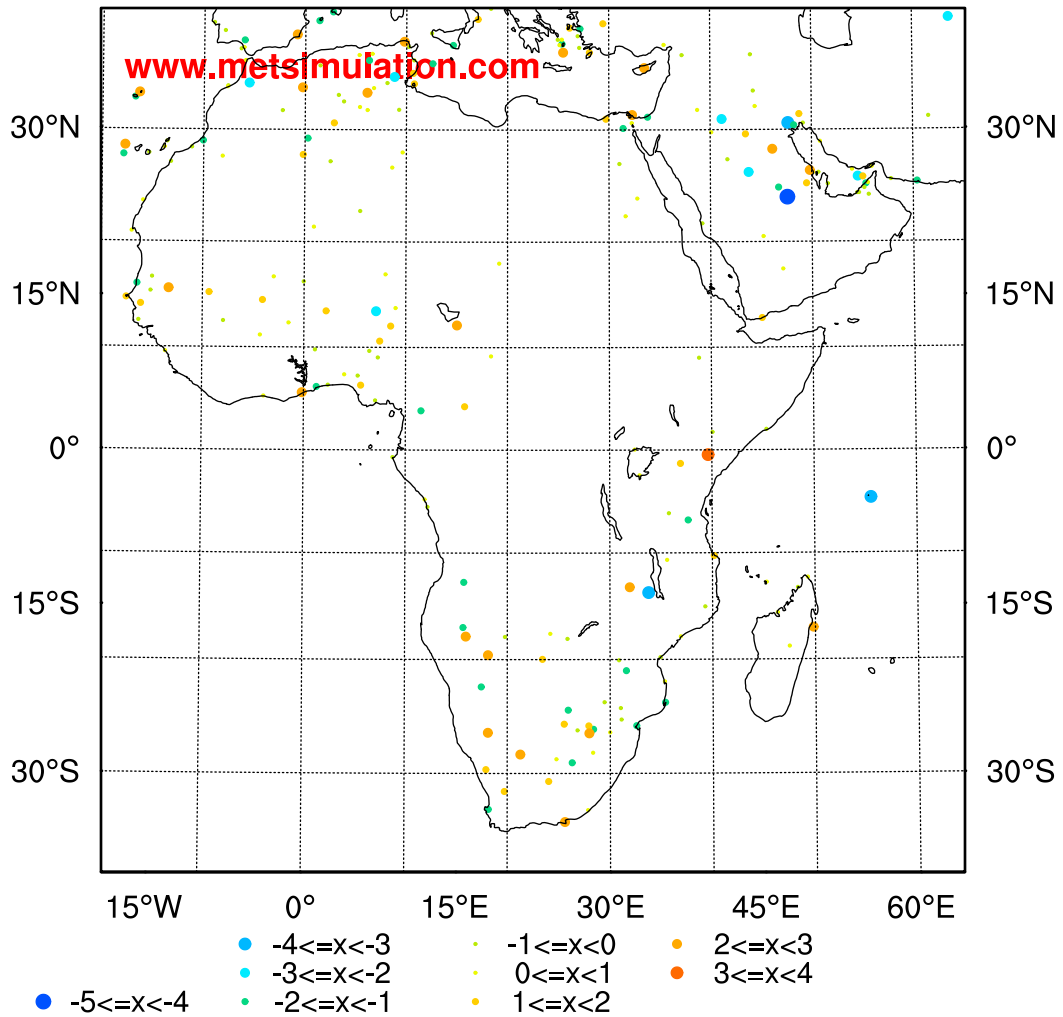 www.metsimulation.com
30°N 30°N
15°N 15°N
0° 0°
15°S 15°S
30°S 30°S
15°W 0° 15°E 30°E 45°E 60°E
-4<=x<-3 -1<=x<0 2<=x<3
-3<=x<-2 0<=x<1 3<=x<4
-5<=x<-4 -2<=x<-1 1<=x<2